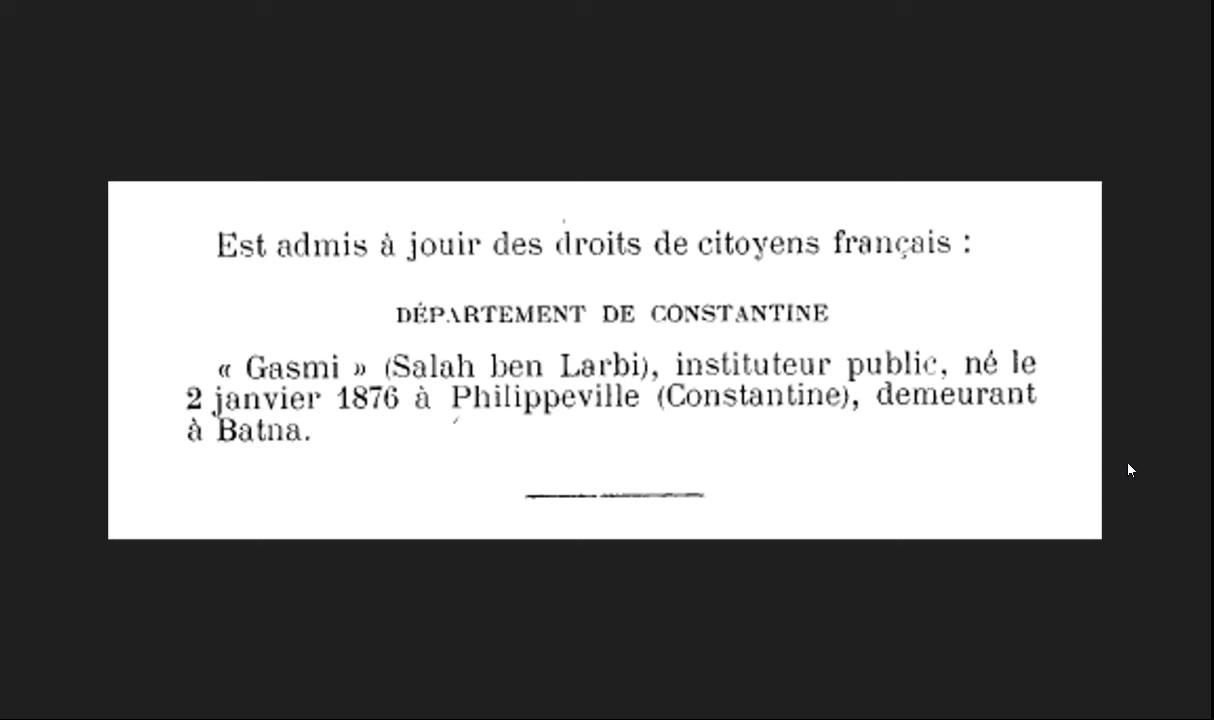 Est admis à jouir des droits de citoyens français :
DÉPARTEMENT DE CONSTANTINE
« Gasmi » (Salah ben Larbi), instituteur public, né le
2 janvier 1876 à Philippeville (Constantine), demeurant
à Batna.